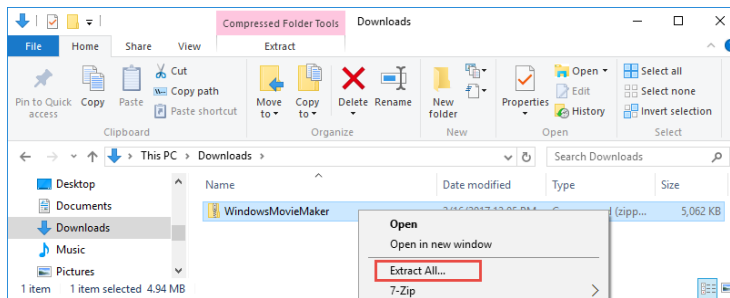 Compressed Folder Tools Downloads
File Home Share View Extract
Pin to Quick access
Copy
Paste
Cut
Copy path
Paste shortcut
Clipboard
Move to
Copy to
Delete
Rename
Organize
New folder
New
Properties
Open
Edit
History
Open
Select all
Select none
Invert selection
Select
This PC > Downloads >
Search Downloads
Name Date modified Type Size
Desktop
Documents
Downloads
Music
Pictures
WindowsMovieMaker (zipp... 5,062 KB
Open
Open in new window
Extract All...
7-Zip
1 item 1 item selected 4.94 MB